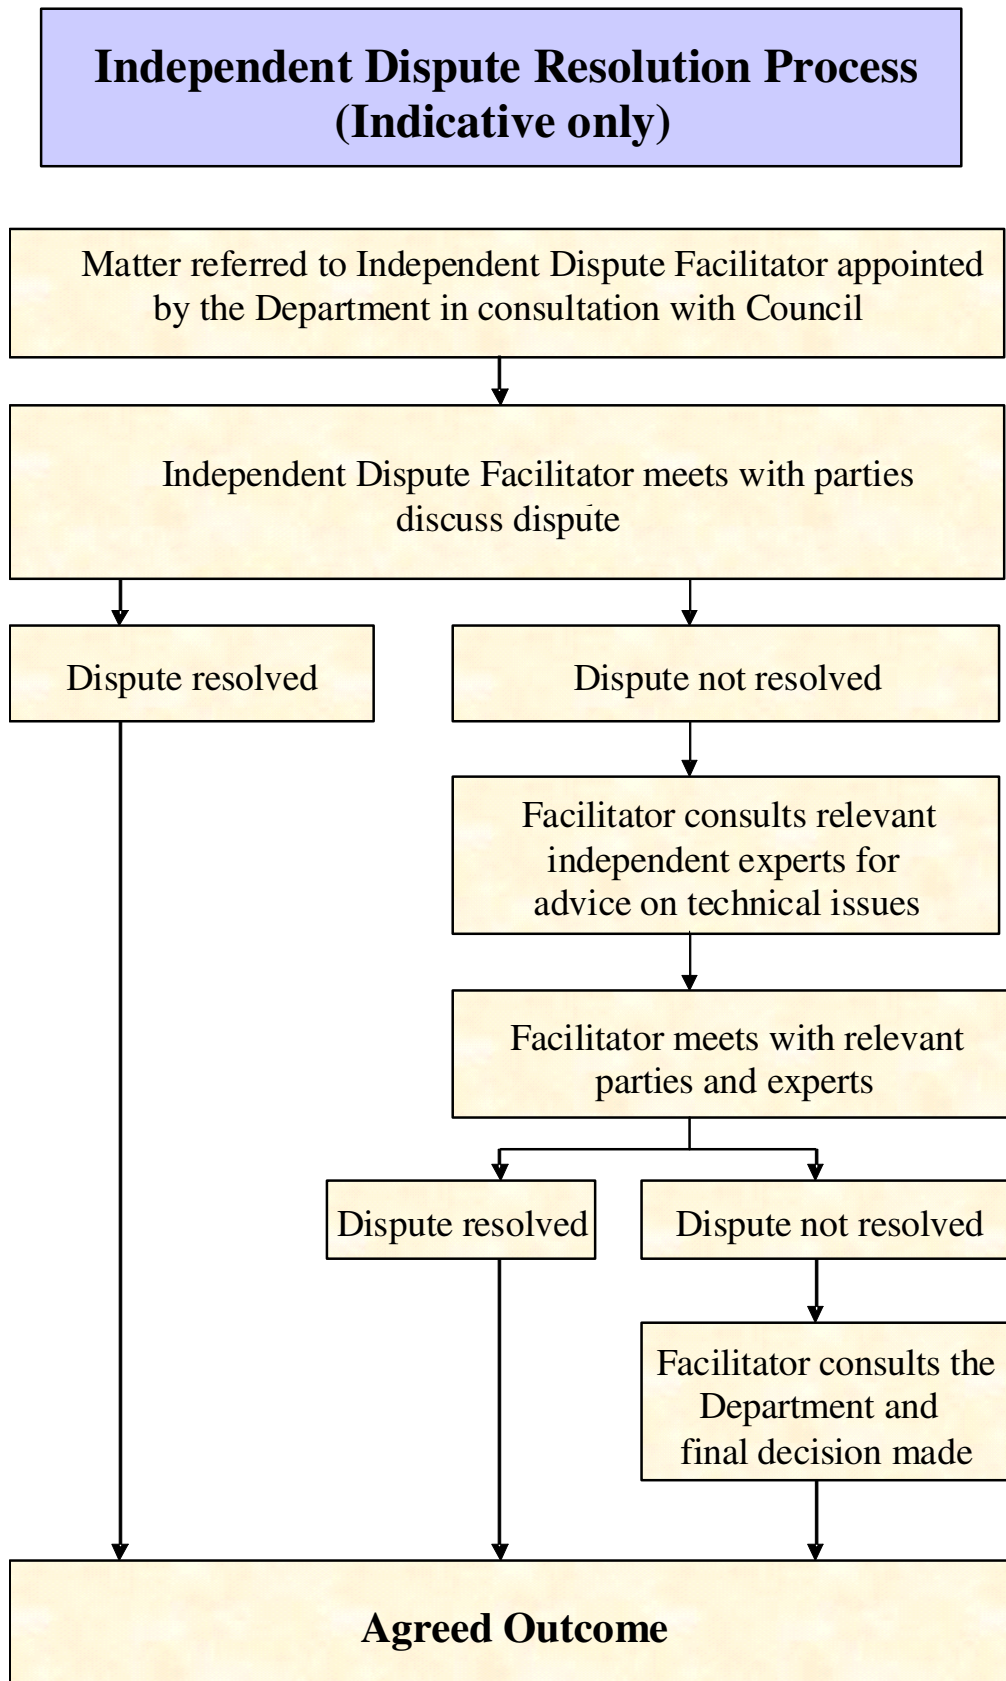 Independent Dispute Resolution Process
(Indicative only)
Matter referred to Independent Dispute Facilitator appointed
by the Department in consultation with Council
Independent Dispute Facilitator meets with parties
discuss dispute
Dispute resolved
Dispute not resolved
Facilitator consults relevant
independent experts for
advice on technical issues
Facilitator meets with relevant
parties and experts
Dispute resolved
Dispute not resolved
Facilitator consults the
Department and
final decision made
Agreed Outcome